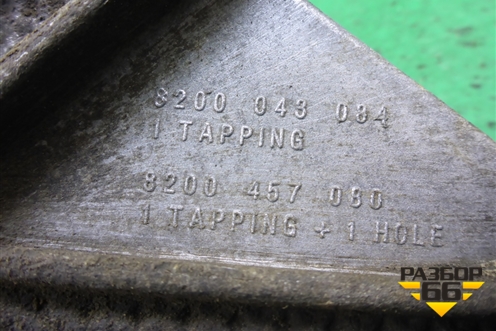 8200 043 084
1 TAPPING
8200 457 080
1 TAPPING + 1 HOLE
РАЗБОР
66